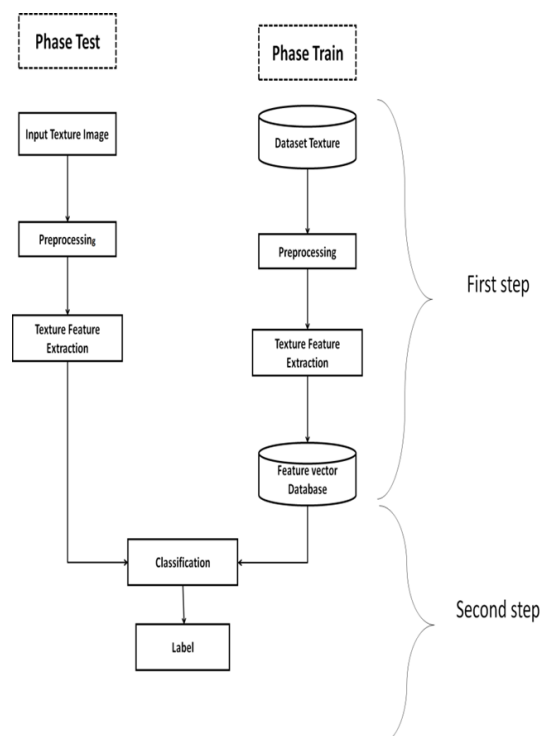 Phase Test
Phase Train
Input Texture Image
Dataset Texture
Preprocessing
Preprocessing
First step
Texture Feature
Extraction
Texture Feature
Extraction
Feature vector
Database
Classification
Second step
Label